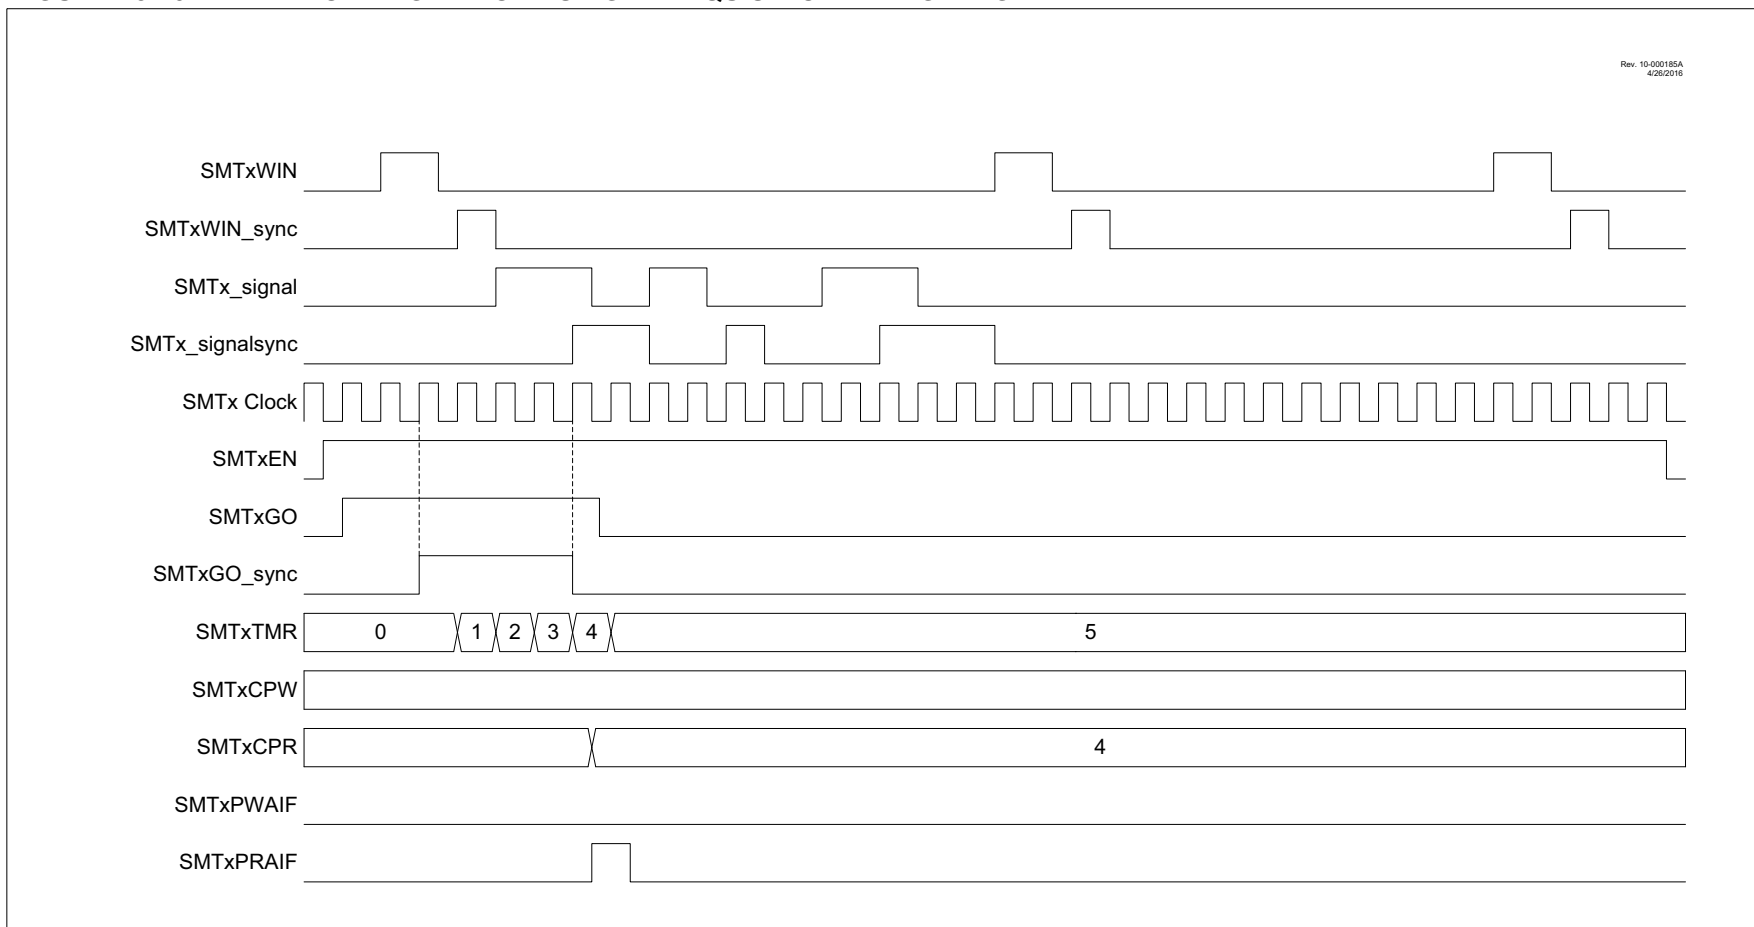 Rev. 10-000185A
4/26/2016
SMTxWIN
SMTxWIN_sync
SMTx_signal
SMTx_signalsync
SMTx Clock
SMTxEN
SMTxGO
SMTxGO_sync
SMTxTMR 0 1 2 3 4 5
SMTxCPW
SMTxCPR 4
SMTxPWAIF
SMTxPRAIF